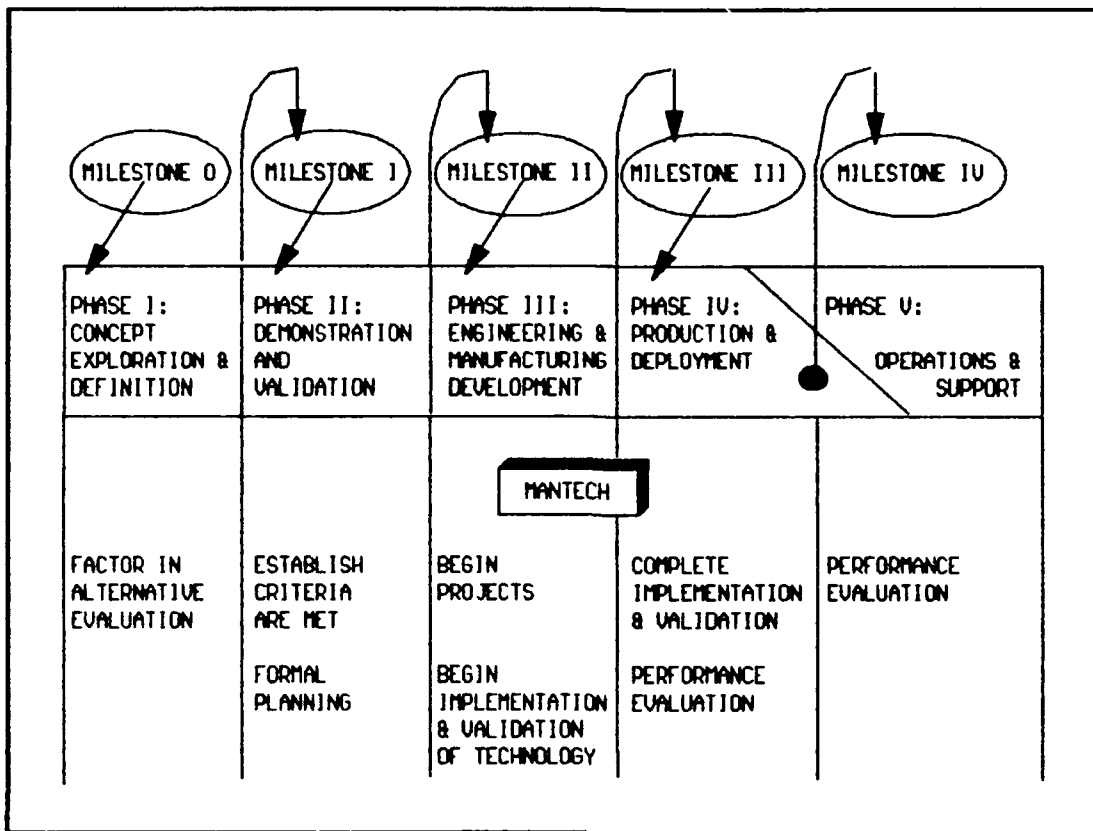 MILESTONE 0
MILESTONE I
MILESTONE II
MILESTONE III
MILESTONE IV
PHASE I:
CONCEPT
EXPLORATION &
DEFINITION
PHASE II:
DEMONSTRATION
AND
VALIDATION
PHASE III:
ENGINEERING &
MANUFACTURING
DEVELOPMENT
PHASE IV:
PRODUCTION &
DEPLOYMENT
PHASE V:
OPERATIONS &
SUPPORT
MANTECH
FACTOR IN
ALTERNATIVE
EVALUATION
ESTABLISH
CRITERIA
ARE MET
FORMAL
PLANNING
BEGIN
PROJECTS
BEGIN
IMPLEMENTATION
& VALIDATION
OF TECHNOLOGY
COMPLETE
IMPLEMENTATION
& VALIDATION
PERFORMANCE
EVALUATION
PERFORMANCE
EVALUATION